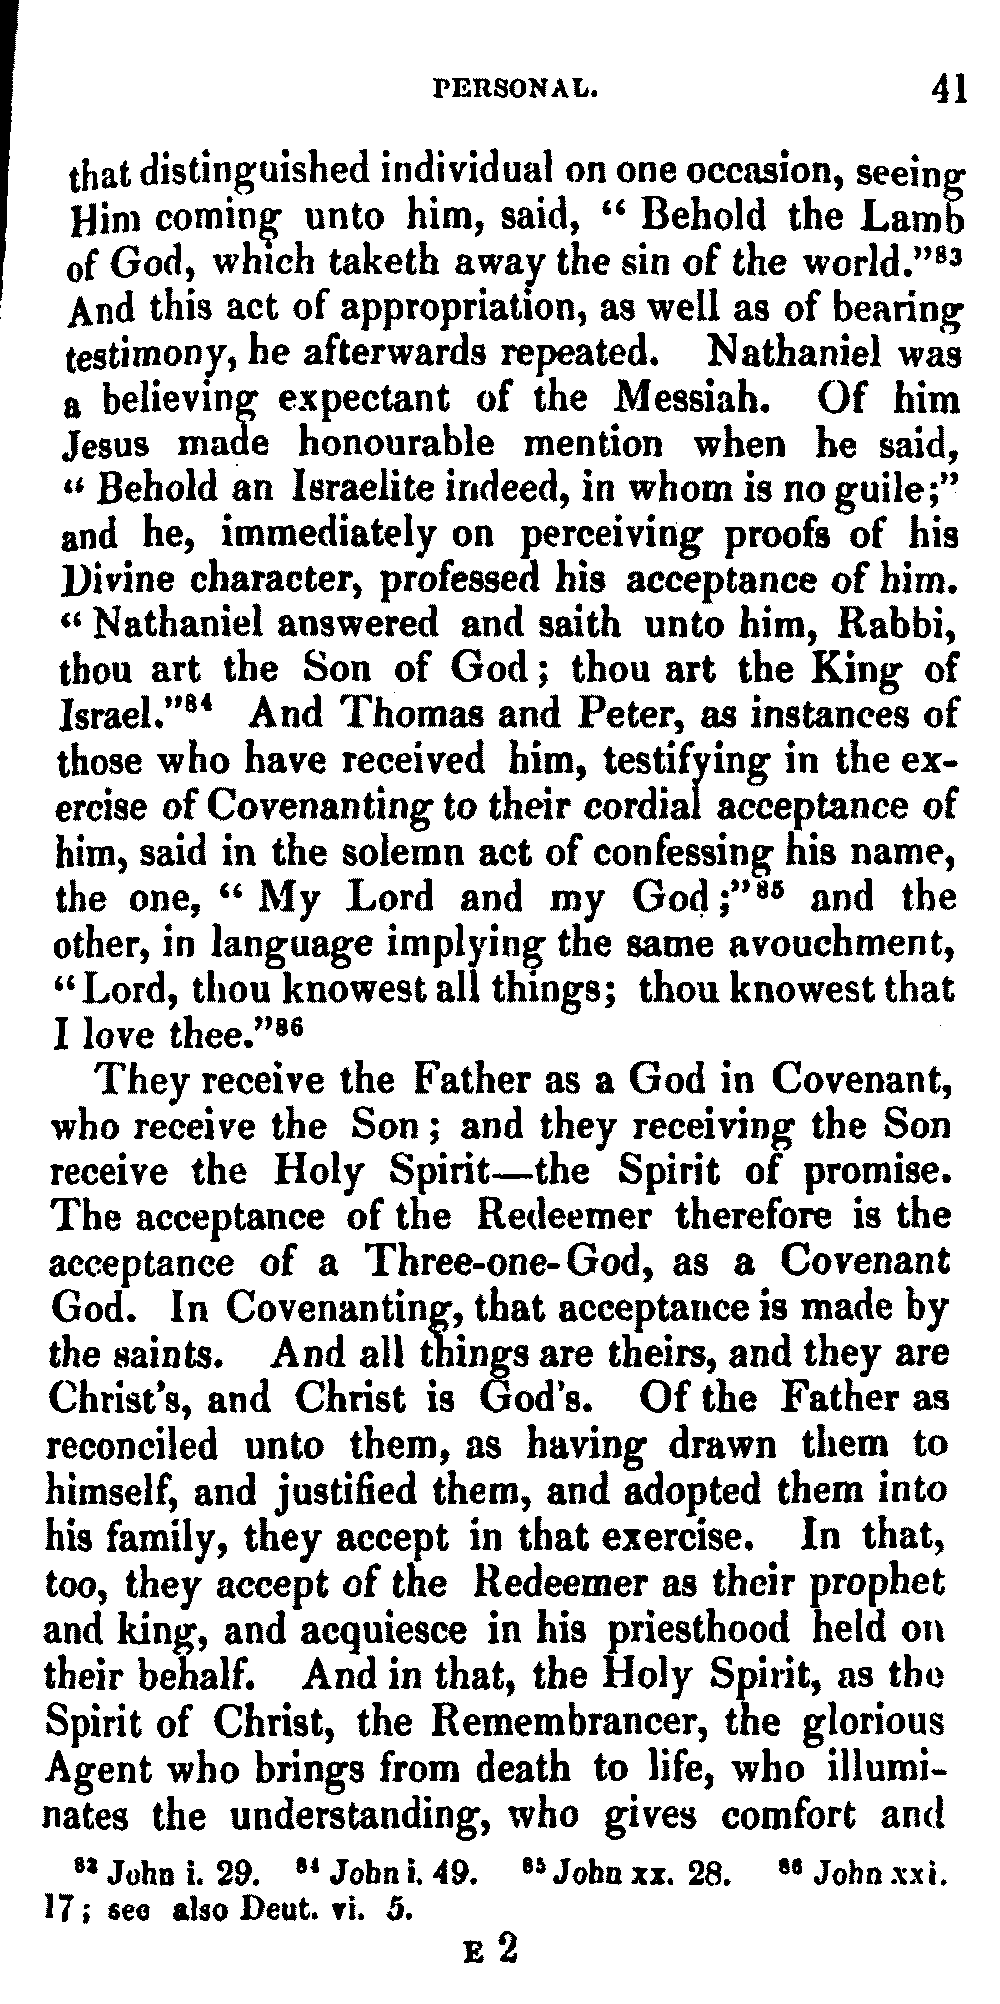 PERSONAL. 41
that distinguished individual on one occasion, seeing
Him coming unto him, said, “ Behold the Lamb
of God, which taketh away the sin of the world.”⁸³
And this act of appropriation, as well as of bearing
testimony, he afterwards repeated. Nathaniel was
a believing expectant of the Messiah. Of him
Jesus made honourable mention when he said,
“ Behold an Israelite indeed, in whom is no guile;”
and he, immediately on perceiving proofs of his
Divine character, professed his acceptance of him.
“ Nathaniel answered and saith unto him, Rabbi,
thou art the Son of God; thou art the King of
Israel.”⁸⁴ And Thomas and Peter, as instances of
those who have received him, testifying in the ex-
ercise of Covenanting to their cordial acceptance of
him, said in the solemn act of confessing his name,
the one, “ My Lord and my God;”⁸⁵ and the
other, in language implying the same avouchment,
“Lord, thou knowest all things; thou knowest that
I love thee.”⁸⁶
They receive the Father as a God in Covenant,
who receive the Son; and they receiving the Son
receive the Holy Spirit—the Spirit of promise.
The acceptance of the Redeemer therefore is the
acceptance of a Three-one-God, as a Covenant
God. In Covenanting, that acceptance is made by
the saints. And all things are theirs, and they are
Christ's, and Christ is God's. Of the Father as
reconciled unto them, as having drawn them to
himself, and justified them, and adopted them into
his family, they accept in that exercise. In that,
too, they accept of the Redeemer as their prophet
and king, and acquiesce in his priesthood held on
their behalf. And in that, the Holy Spirit, as the
Spirit of Christ, the Remembrancer, the glorious
Agent who brings from death to life, who illumi-
nates the understanding, who gives comfort and
⁸³ John i. 29. ⁸⁴ John i. 49. ⁸⁵ John xx. 28. ⁸⁶ John xxi.
17; see also Deut. vi. 5.
E 2